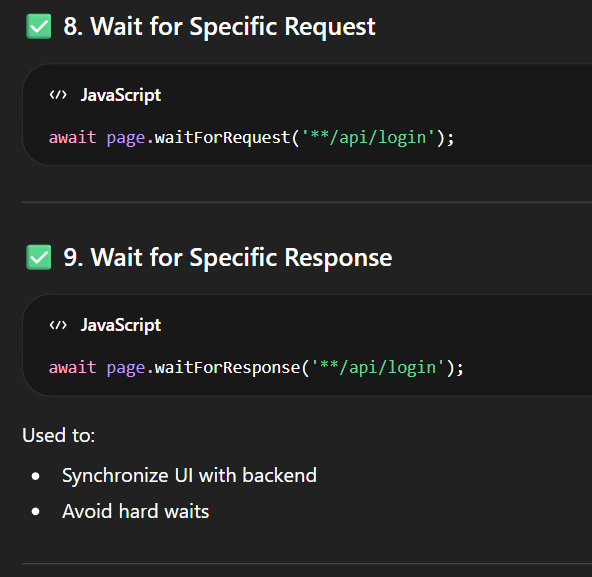 ✅ 8. Wait for Specific Request
</> JavaScript
await page.waitForRequest('**/api/login');
✅ 9. Wait for Specific Response
</> JavaScript
await page.waitForResponse('**/api/login');
Used to:
• Synchronize UI with backend
• Avoid hard waits